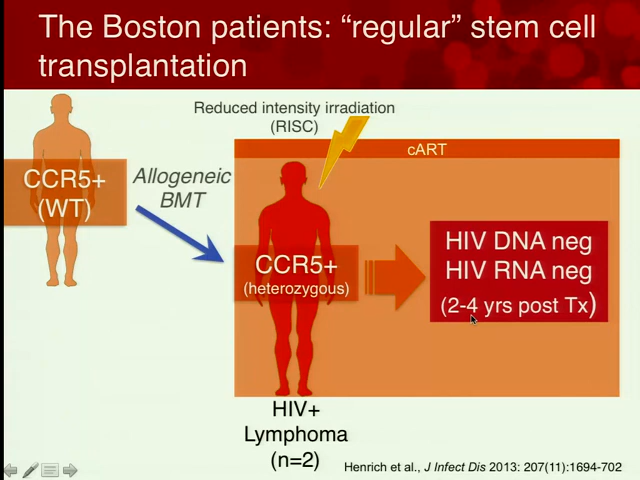 The Boston patients: “regular” stem cell
transplantation
Reduced intensity irradiation
(RISC)
cART
CCR5+
(WT)
Allogeneic
BMT
CCR5+
(heterozygous)
HIV DNA neg
HIV RNA neg
(2-4 yrs post Tx)
HIV+
Lymphoma
(n=2)
Henrich et al., J Infect Dis 2013: 207(11):1694-702